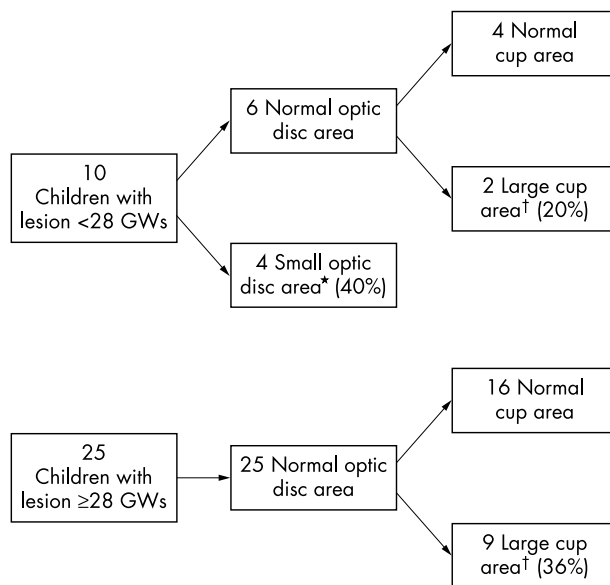 4 Normal
cup area
6 Normal optic
disc area
10
Children with
lesion <28 GWs
2 Large cup
area† (20%)
4 Small optic
disc area★ (40%)
16 Normal
cup area
25
Children with
lesion ≥28 GWs
25 Normal optic
disc area
9 Large cup
area† (36%)